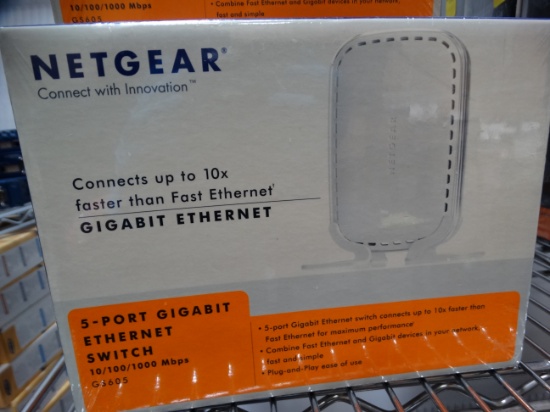 10/100/1000 Mbps
GS605
• Combine Fast Ethernet and Gigabit devices in your network,
fast and simple
NETGEAR®
Connect with Innovation™
NETGEAR
Connects up to 10x
faster than Fast Ethernet†
GIGABIT ETHERNET
5-PORT GIGABIT
ETHERNET
SWITCH
10/100/1000 Mbps
GS605
• 5-port Gigabit Ethernet switch connects up to 10x faster than
Fast Ethernet for maximum performance†
• Combine Fast Ethernet and Gigabit devices in your network,
fast and simple
• Plug-and-Play ease of use